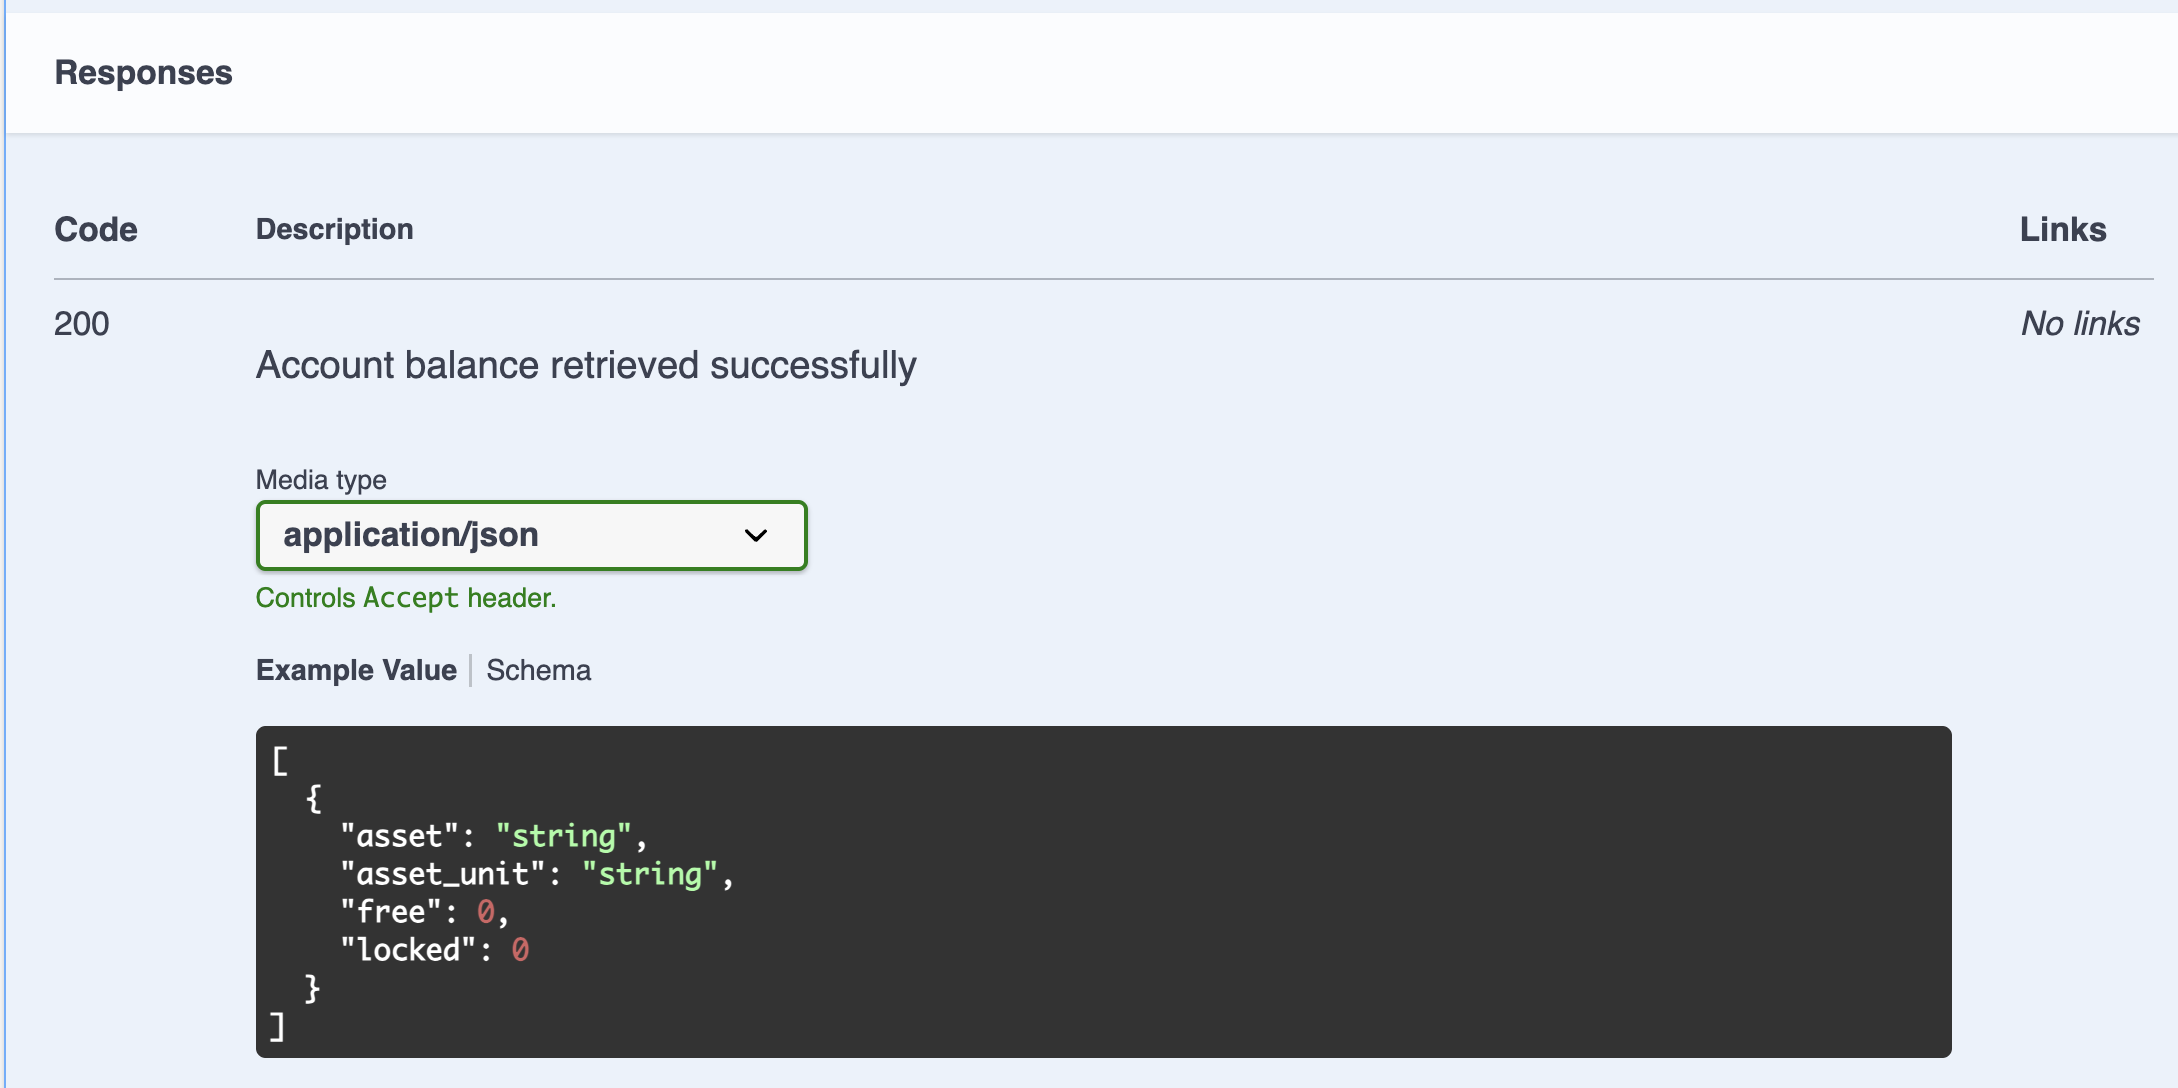 Responses
Code Description Links
200 No links
Account balance retrieved successfully
Media type
application/json
Controls Accept header.
Example Value Schema
[
  {
    "asset": "string",
    "asset_unit": "string",
    "free": 0,
    "locked": 0
  }
]